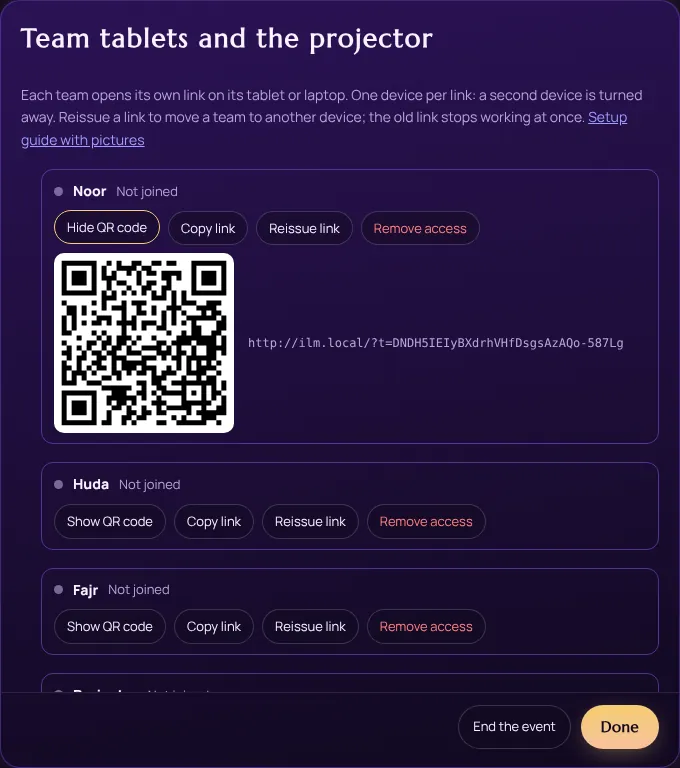 Team tablets and the projector
Each team opens its own link on its tablet or laptop. One device per link: a second device is turned
away. Reissue a link to move a team to another device; the old link stops working at once. Setup
guide with pictures
Noor Not joined
Hide QR code Copy link Reissue link Remove access
http://ilm.local/?t=DNDH5IEIyBXdrhVHfDsgsAzAQo-587Lg
Huda Not joined
Show QR code Copy link Reissue link Remove access
Fajr Not joined
Show QR code Copy link Reissue link Remove access
End the event Done